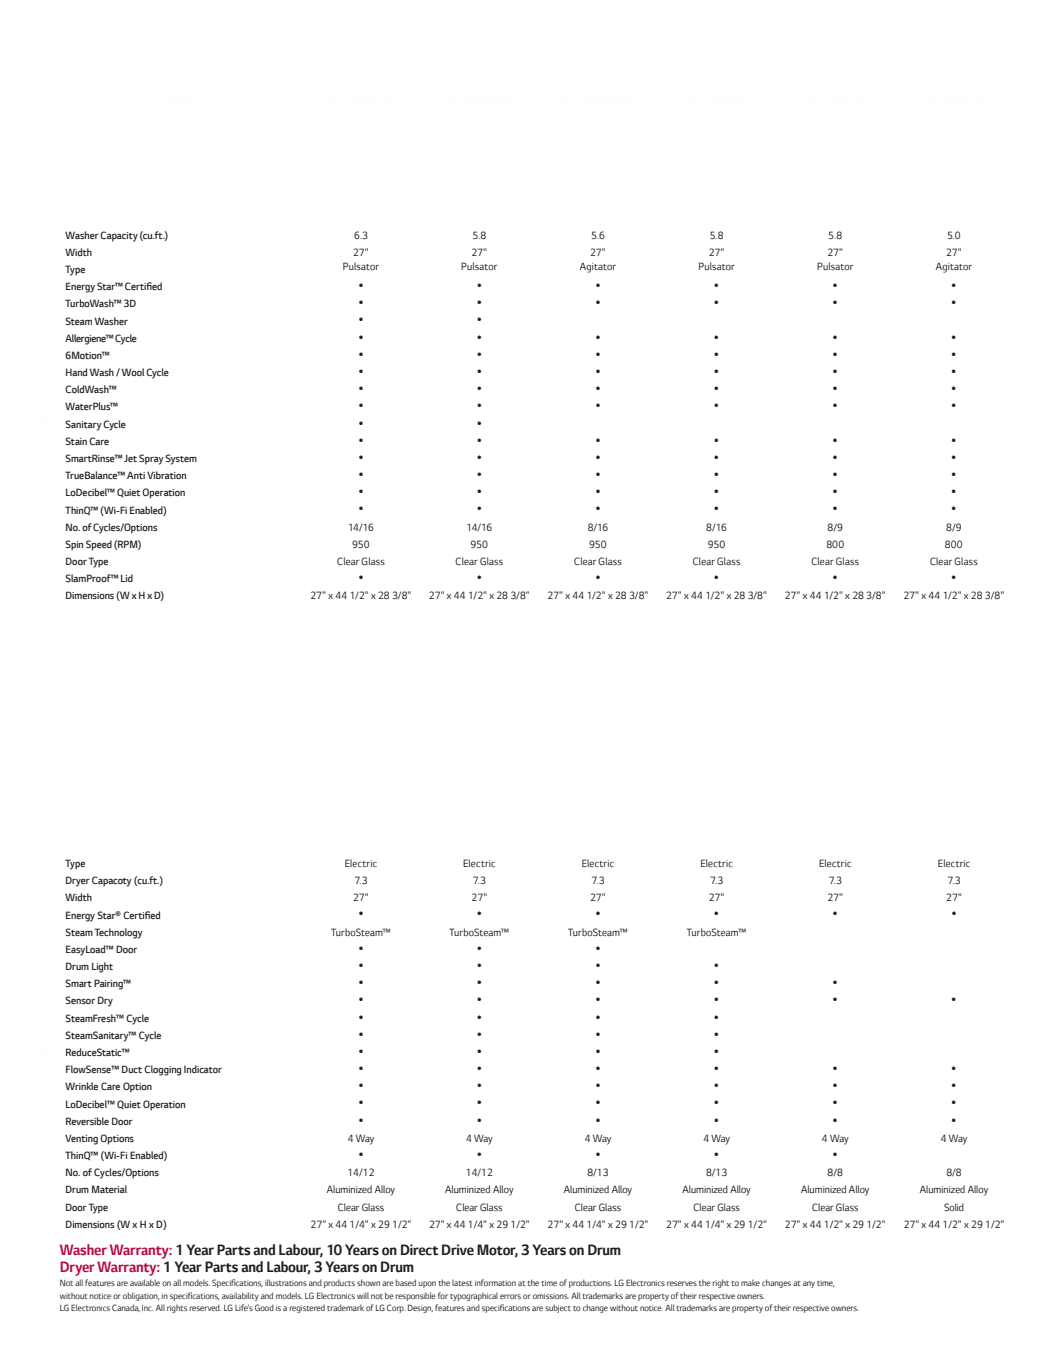 Washer Capacity (cu.ft.) 6.3 5.8 5.6 5.8 5.8 5.0
Width 27" 27" 27" 27" 27" 27"
Type Pulsator Pulsator Agitator Pulsator Pulsator Agitator
Energy Star™ Certified • • • • • •
TurboWash™ 3D • • • • • •
Steam Washer • •
Allergiene™ Cycle • • • • • •
6Motion™ • • • • • •
Hand Wash / Wool Cycle • • • • • •
ColdWash™ • • • • • •
WaterPlus™ • • • • • •
Sanitary Cycle • •
Stain Care • • • • • •
SmartRinse™ Jet Spray System • • • • • •
TrueBalance™ Anti Vibration • • • • • •
LoDecibel™ Quiet Operation • • • • • •
ThinQ™ (Wi-Fi Enabled) • • • • • •
No. of Cycles/Options 14/16 14/16 8/16 8/16 8/9 8/9
Spin Speed (RPM) 950 950 950 950 800 800
Door Type Clear Glass Clear Glass Clear Glass Clear Glass Clear Glass Clear Glass
SlamProof™ Lid • • • • • •
Dimensions (W x H x D) 27" x 44 1/2" x 28 3/8" 27" x 44 1/2" x 28 3/8" 27" x 44 1/2" x 28 3/8" 27" x 44 1/2" x 28 3/8" 27" x 44 1/2" x 28 3/8" 27" x 44 1/2" x 28 3/8"
Type Electric Electric Electric Electric Electric Electric
Dryer Capacoty (cu.ft.) 7.3 7.3 7.3 7.3 7.3 7.3
Width 27" 27" 27" 27" 27" 27"
Energy Star® Certified • • • • • •
Steam Technology TurboSteam™ TurboSteam™ TurboSteam™ TurboSteam™
EasyLoad™ Door • • •
Drum Light • • • •
Smart Pairing™ • • • • •
Sensor Dry • • • • • •
SteamFresh™ Cycle • • • •
SteamSanitary™ Cycle • • • •
ReduceStatic™ • • • •
FlowSense™ Duct Clogging Indicator • • • • • •
Wrinkle Care Option • • • • • •
LoDecibel™ Quiet Operation • • • • • •
Reversible Door • • • • • •
Venting Options 4 Way 4 Way 4 Way 4 Way 4 Way 4 Way
ThinQ™ (Wi-Fi Enabled) • • • • •
No. of Cycles/Options 14/12 14/12 8/13 8/13 8/8 8/8
Drum Material Aluminized Alloy Aluminized Alloy Aluminized Alloy Aluminized Alloy Aluminized Alloy Aluminized Alloy
Door Type Clear Glass Clear Glass Clear Glass Clear Glass Clear Glass Solid
Dimensions (W x H x D) 27" x 44 1/4" x 29 1/2" 27" x 44 1/4" x 29 1/2" 27" x 44 1/4" x 29 1/2" 27" x 44 1/4" x 29 1/2" 27" x 44 1/2" x 29 1/2" 27" x 44 1/2" x 29 1/2"
Washer Warranty: 1 Year Parts and Labour, 10 Years on Direct Drive Motor, 3 Years on Drum
Dryer Warranty: 1 Year Parts and Labour, 3 Years on Drum
Not all features are available on all models. Specifications, illustrations and products shown are based upon the latest information at the time of productions. LG Electronics reserves the right to make changes at any time,
without notice or obligation, in specifications, availability and models. LG Electronics will not be responsible for typographical errors or omissions. All trademarks are property of their respective owners.
LG Electronics Canada, Inc. All rights reserved. LG Life's Good is a registered trademark of LG Corp. Design, features and specifications are subject to change without notice. All trademarks are property of their respective owners.